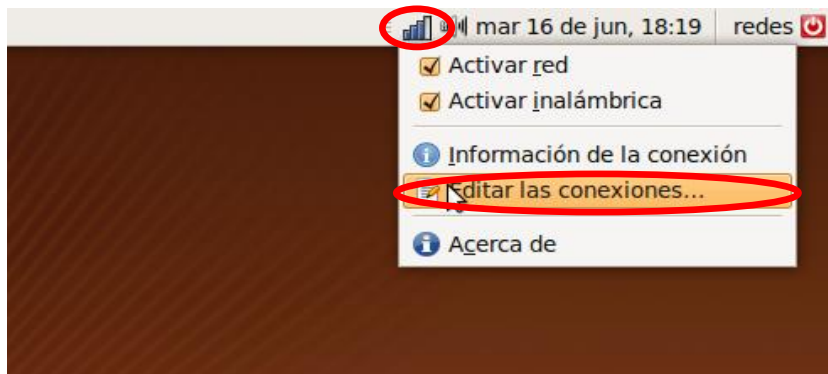 mar 16 de jun, 18:19 redes
Activar red
Activar inalámbrica
Información de la conexión
Editar las conexiones...
Acerca de